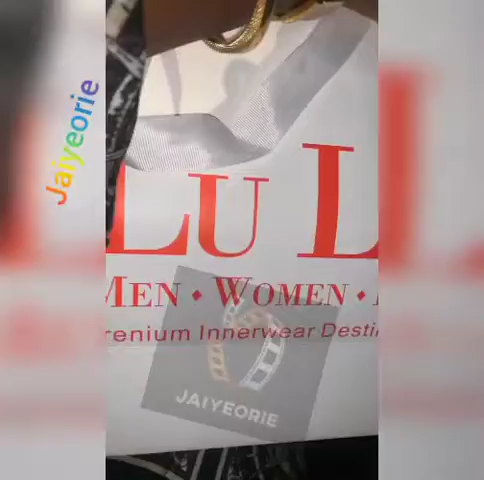 Jaiyeorie
LU L
MEN • WOMEN •
renium Innerwear Desti
JAIYEORIE